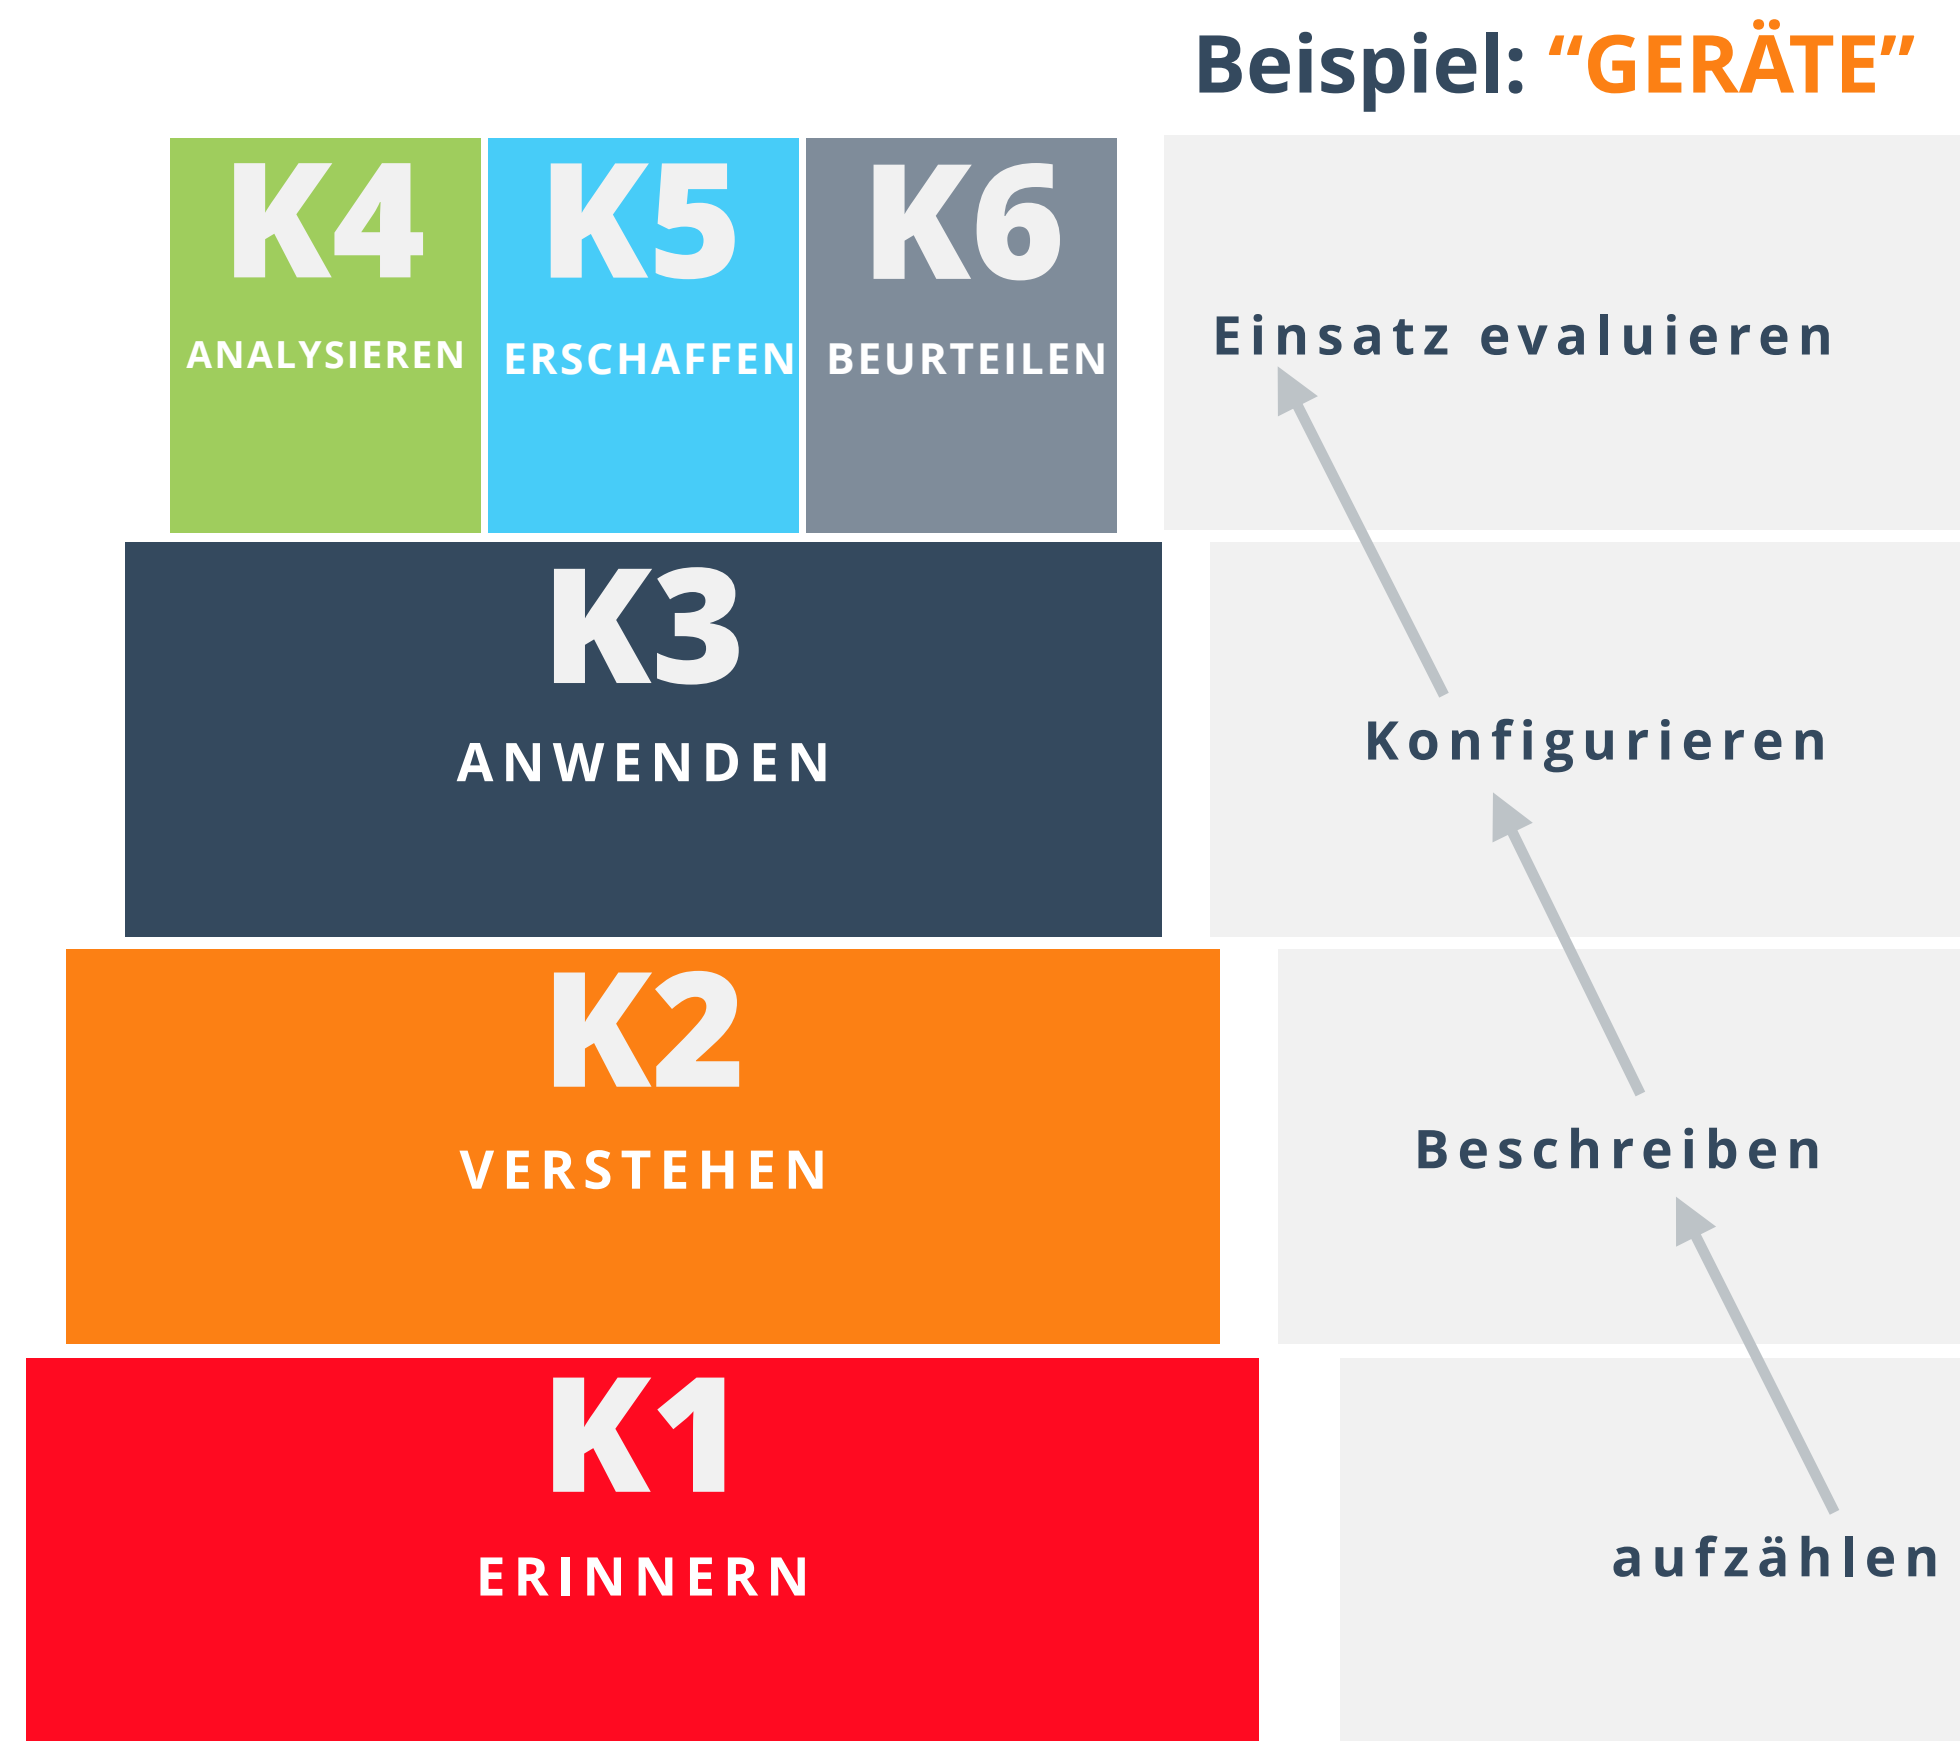 Beispiel: “GERÄTE”
K4
ANALYSIEREN
K5
ERSCHAFFEN
K6
BEURTEILEN
Einsatz evaluieren
K3
ANWENDEN
Konfigurieren
K2
VERSTEHEN
Beschreiben
K1
ERINNERN
aufzählen